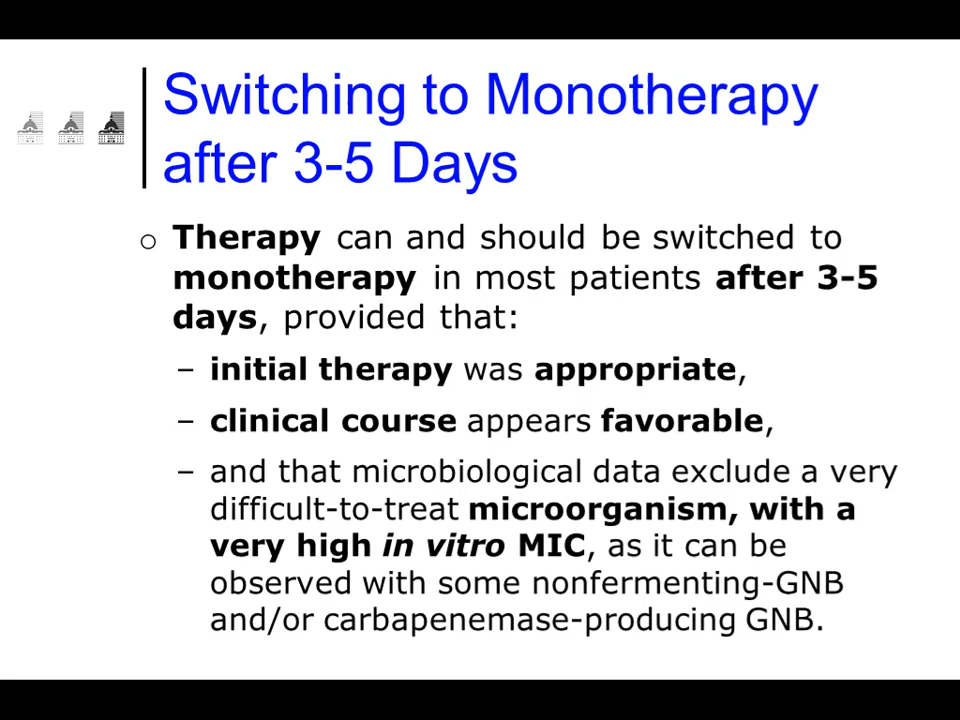 Switching to Monotherapy
after 3-5 Days
o Therapy can and should be switched to
monotherapy in most patients after 3-5
days, provided that:
– initial therapy was appropriate,
– clinical course appears favorable,
– and that microbiological data exclude a very
difficult-to-treat microorganism, with a
very high in vitro MIC, as it can be
observed with some nonfermenting-GNB
and/or carbapenemase-producing GNB.